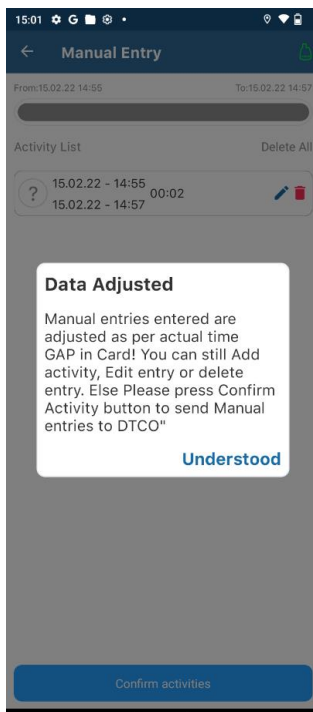 15:01 G
Manual Entry
From:15.02.22 14:55 To:15.02.22 14:57
Activity List Delete All
? 15.02.22 - 14:55
00:02
15.02.22 - 14:57
Data Adjusted
Manual entries entered are
adjusted as per actual time
GAP in Card! You can still Add
activity, Edit entry or delete
entry. Else Please press Confirm
Activity button to send Manual
entries to DTCO"
Understood
Confirm activities